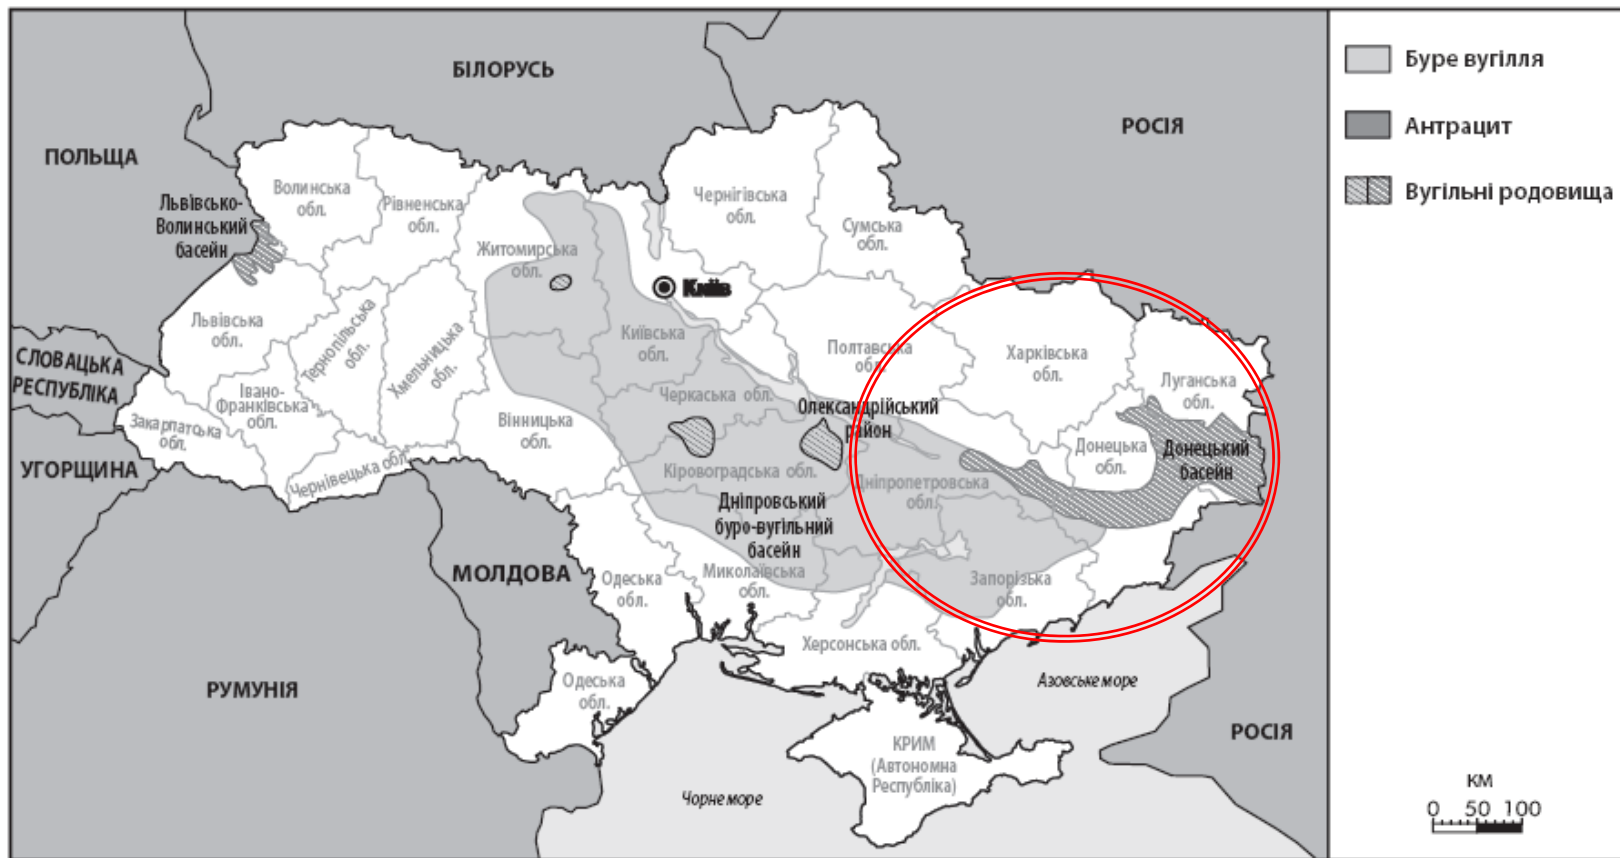 БІЛОРУСЬ
РОСІЯ
ПОЛЬЩА
Волинська
обл.
Рівненська
обл.
Львівсько-
Волинський
басейн
Житомирська
обл.
Чернігівська
обл.
Сумська
обл.
Київ
Львівська
обл.
Тернопільська
обл.
Хмельницька
обл.
Київська
обл.
Полтавська
обл.
Харківська
обл.
Луганська
обл.
СЛОВАЦЬКА
РЕСПУБЛІКА
Івано-
Франківська
обл.
Закарпатська
обл.
Вінницька
обл.
Черкаська обл.
Олександрійський
район
Донецька
обл.
Донецький
басейн
УГОРЩИНА
Чернівецька обл.
Кіровоградська обл.
Дніпропетровська
обл.
Дніпровський
буро-вугільний
басейн
МОЛДОВА
Одеська
обл.
Миколаївська
обл.
Запорізька
обл.
Херсонська обл.
РУМУНІЯ
Одеська
обл.
Азовське море
РОСІЯ
КРИМ
(Автономна
Республіка)
Чорне море
Буре вугілля
Антрацит
Вугільні родовища
КМ
0 50 100